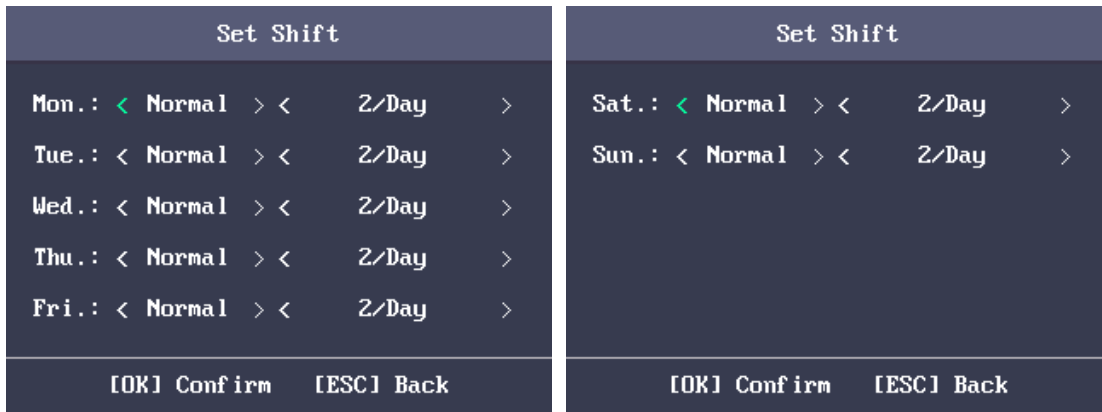 Set Shift
Mon.: < Normal > < 2/Day >
Tue.: < Normal > < 2/Day >
Wed.: < Normal > < 2/Day >
Thu.: < Normal > < 2/Day >
Fri.: < Normal > < 2/Day >
[OK] Confirm [ESC] Back
Set Shift
Sat.: < Normal > < 2/Day >
Sun.: < Normal > < 2/Day >
[OK] Confirm [ESC] Back